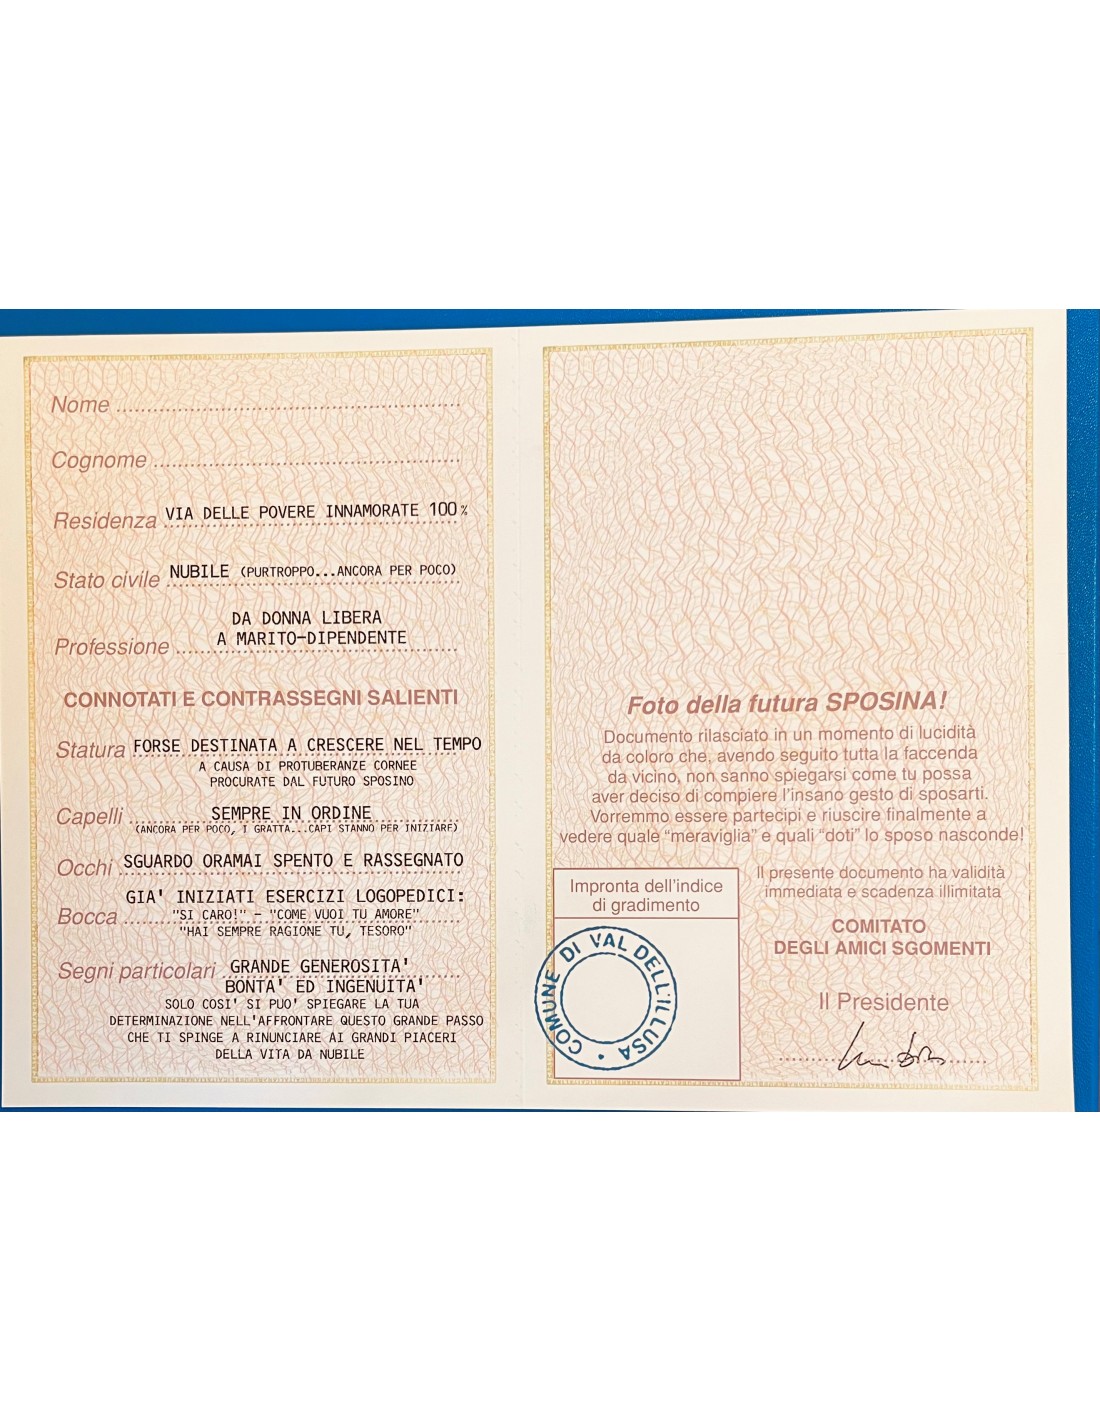 Nome
Cognome
Residenza VIA DELLE POVERE INNAMORATE 100%
Stato civile NUBILE (PURTROPPO...ANCORA PER POCO)
DA DONNA LIBERA
Professione A MARITO-DIPENDENTE
CONNOTATI E CONTRASSEGNI SALIENTI
Statura FORSE DESTINATA A CRESCERE NEL TEMPO
A CAUSA DI PROTUBERANZE CORNEE
PROCURATE DAL FUTURO SPOSINO
Capelli SEMPRE IN ORDINE
(ANCORA PER POCO, I GRATTA...CAPI STANNO PER INIZIARE)
Occhi SGUARDO ORAMAI SPENTO E RASSEGNATO
GIA' INIZIATI ESERCIZI LOGOPEDICI:
Bocca "SI CARO!" - "COME VUOI TU AMORE"
"HAI SEMPRE RAGIONE TU, TESORO"
Segni particolari GRANDE GENEROSITA'
BONTA' ED INGENUITA'
SOLO COSI' SI PUO' SPIEGARE LA TUA
DETERMINAZIONE NELL'AFFRONTARE QUESTO GRANDE PASSO
CHE TI SPINGE A RINUNCIARE AI GRANDI PIACERI
DELLA VITA DA NUBILE
Foto della futura SPOSINA!
Documento rilasciato in un momento di lucidità
da coloro che, avendo seguito tutta la faccenda
da vicino, non sanno spiegarsi come tu possa
aver deciso di compiere l'insano gesto di sposarti.
Vorremmo essere partecipi e riuscire finalmente a
vedere quale "meraviglia" e quali "doti" lo sposo nasconde!
Impronta dell'indice
di gradimento
COMUNE DI VAL DELL'ILLUSA
Il presente documento ha validità
immediata e scadenza illimitata
COMITATO
DEGLI AMICI SGOMENTI
Il Presidente